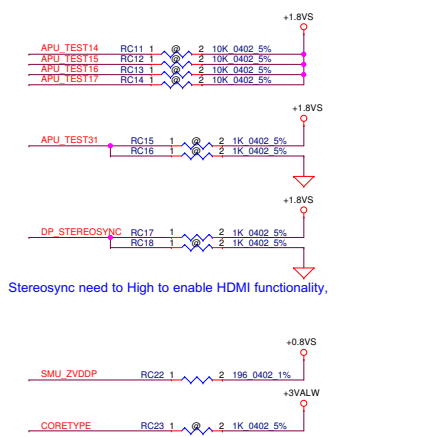 +1.8VS
APU_TEST14 RC11 1 @ 2 10K_0402_5%
APU_TEST15 RC12 1 @ 2 10K_0402_5%
APU_TEST16 RC13 1 @ 2 10K_0402_5%
APU_TEST17 RC14 1 @ 2 10K_0402_5%
+1.8VS
APU_TEST31 RC15 1 @ 2 1K_0402_5%
RC16 1 @ 2 1K_0402_5%
+1.8VS
DP_STEREOSYNC RC17 1 @ 2 1K_0402_5%
RC18 1 @ 2 1K_0402_5%
Stereosync need to High to enable HDMI functionality,
+0.8VS
SMU_ZVDDP RC22 1 2 196_0402_1%
+3VALW
CORETYPE RC23 1 @ 2 1K_0402_5%